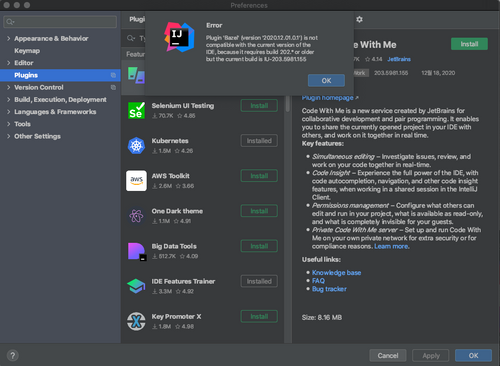 Preferences
Appearance & Behavior
Keymap
Editor
Plugins
Version Control
Build, Execution, Deployment
Languages & Frameworks
Tools
Other Settings
Error
Plugin 'Bazel' (version '2020.12.01.0.1') is not
compatible with the current version of the
IDE, because it requires build 202.* or older
but the current build is IU-203.5981.155
OK
Selenium UI Testing
70.7K 4.85
Install
Kubernetes
1.5M 4.26
Installed
AWS Toolkit
2.6M 3.66
Install
One Dark theme
1.1M 4.91
Install
Big Data Tools
512.7K 4.09
Install
IDE Features Trainer
3.3M 4.92
Installed
Key Promoter X
1.8M 4.98
Install
Code With Me
Install
4.14 JetBrains
203.5981.155
12월 18, 2020
Plugin homepage
Code With Me is a new service created by JetBrains for
collaborative development and pair programming. It enables
you to share the currently opened project in your IDE with
others, and work on it together in real time.
Key features:
Simultaneous editing – Investigate issues, review, and
work on your code together in real-time.
Code Insight – Experience the full power of the IDE, with
code autocompletion, navigation, and other code insight
features, when working in a shared session in the IntelliJ
Client.
Permissions management – Configure what others can
edit and run in your project, what is available as read-only,
and what is completely invisible for your guests.
Private Code With Me server – Set up and run Code With
Me on your own private network for extra security or for
compliance reasons. Learn more.
Useful links:
Knowledge base
FAQ
Bug tracker
Size: 8.16 MB
?
Cancel
Apply
OK